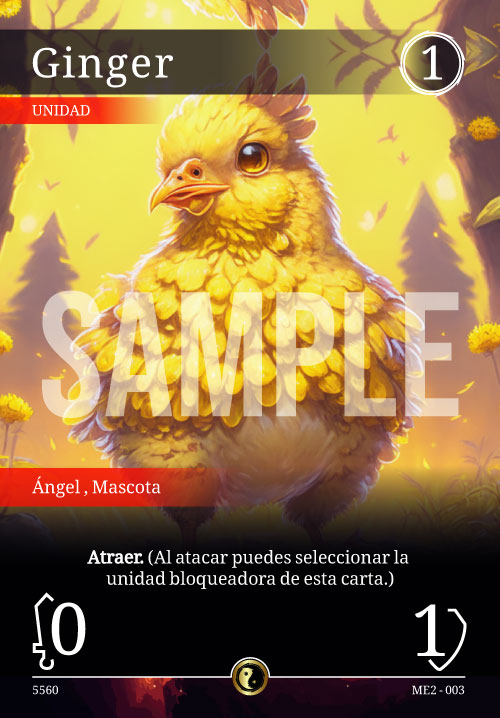 Ginger
1
UNIDAD
SAMPLE
Ángel , Mascota
Atraer. (Al atacar puedes seleccionar la
unidad bloqueadora de esta carta.)
0
1
5560
ME2 - 003